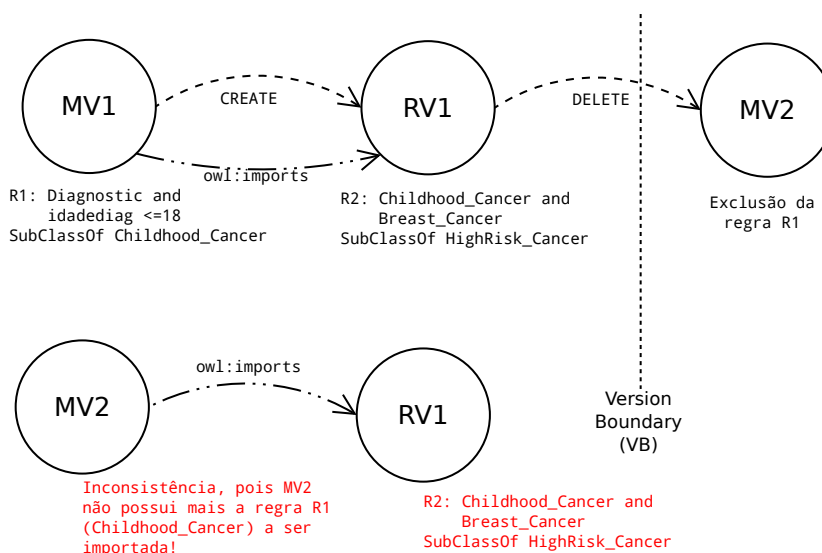 MV1
CREATE
RV1
DELETE
MV2
owl:imports
R1: Diagnostic and
idadediag <=18
SubClassOf Childhood_Cancer
R2: Childhood_Cancer and
Breast_Cancer
SubClassOf HighRisk_Cancer
Exclusão da
regra R1
owl:imports
MV2
RV1
Version
Boundary
(VB)
Inconsistência, pois MV2
não possui mais a regra R1
(Childhood_Cancer) a ser
importada!
R2: Childhood_Cancer and
Breast_Cancer
SubClassOf HighRisk_Cancer